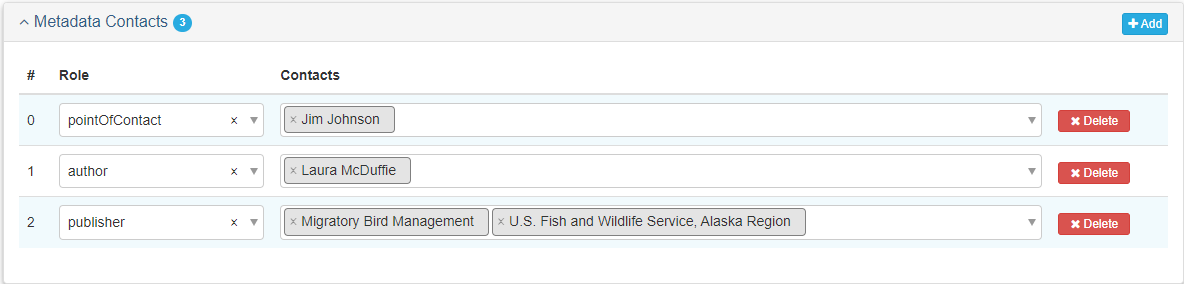 Metadata Contacts 3
Add
# Role Contacts
0 pointOfContact × × Jim Johnson Delete
1 author × × Laura McDuffie Delete
2 publisher × × Migratory Bird Management × U.S. Fish and Wildlife Service, Alaska Region Delete